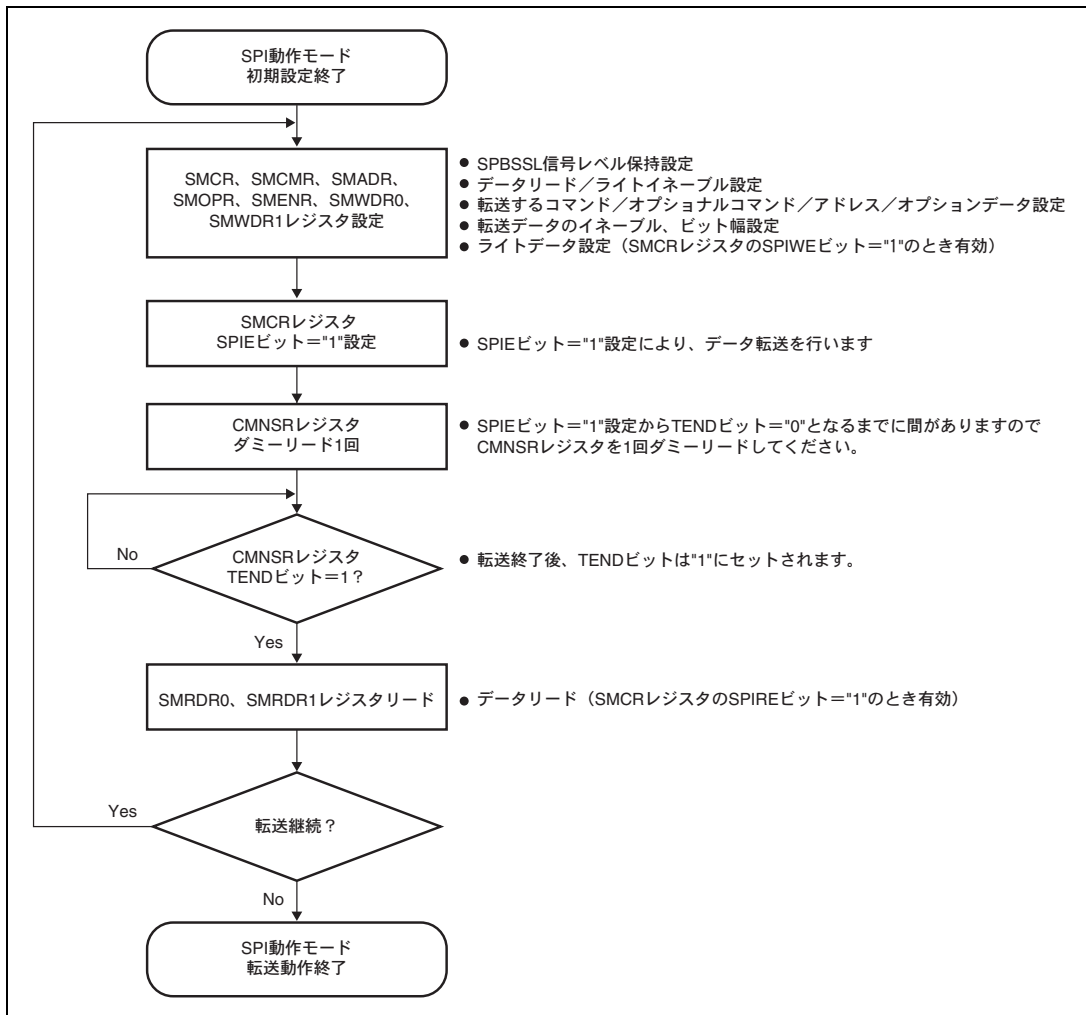 SPI動作モード
初期設定終了
SMCR、SMCMR、SMADR、
SMOPR、SMENR、SMWDR0、
SMWDR1レジスタ設定
● SPBSSL信号レベル保持設定
● データリード／ライトイネーブル設定
● 転送するコマンド／オプショナルコマンド／アドレス／オプションデータ設定
● 転送データのイネーブル、ビット幅設定
● ライトデータ設定（SMCRレジスタのSPIWEビット＝"1"のとき有効）
SMCRレジスタ
SPIEビット＝"1"設定
● SPIEビット＝"1"設定により、データ転送を行います
CMNSRレジスタ
ダミーリード1回
● SPIEビット＝"1"設定からTENDビット＝"0"となるまでに間がありますので
CMNSRレジスタを1回ダミーリードしてください。
No
CMNSRレジスタ
TENDビット＝1？
● 転送終了後、TENDビットは"1"にセットされます。
Yes
SMRDR0、SMRDR1レジスタリード
● データリード（SMCRレジスタのSPIREビット＝"1"のとき有効）
Yes
転送継続？
No
SPI動作モード
転送動作終了